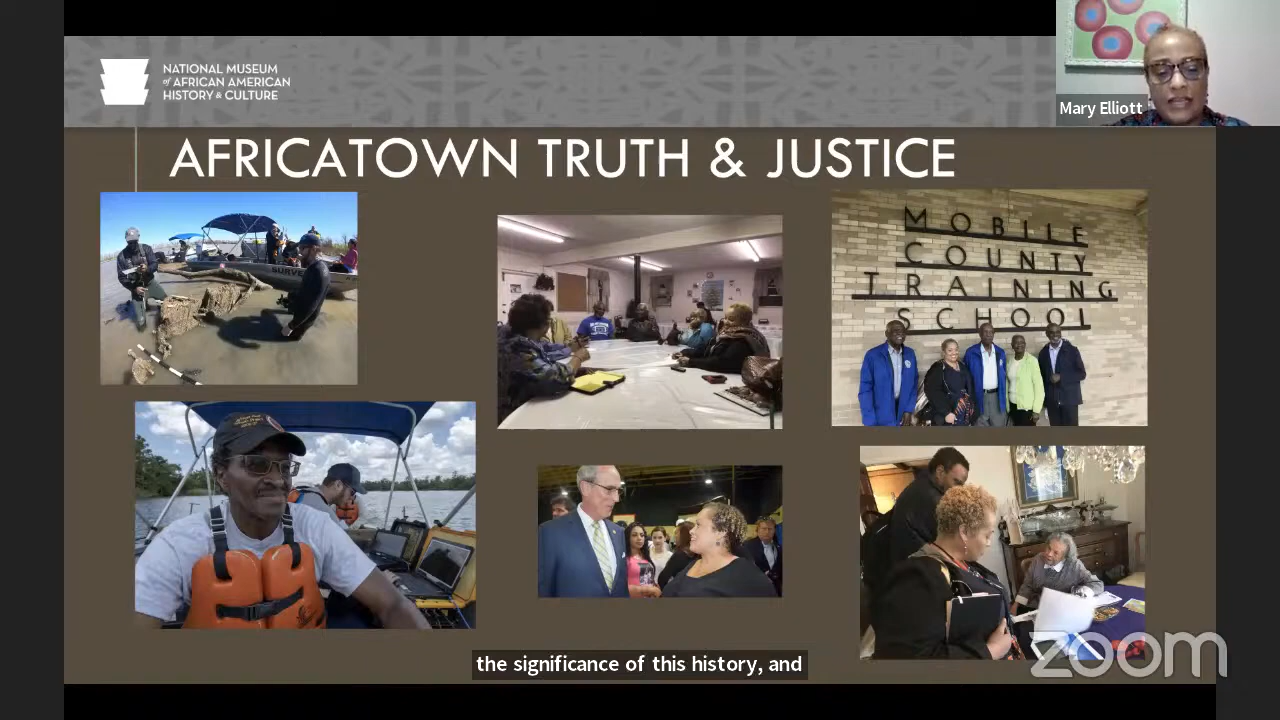 NATIONAL MUSEUM
of AFRICAN AMERICAN
HISTORY & CULTURE
Mary Elliott
AFRICATOWN TRUTH & JUSTICE
SURVE
MOBILE
COUNTY
TRAINING
SCHOOL
the significance of this history, and
zoom